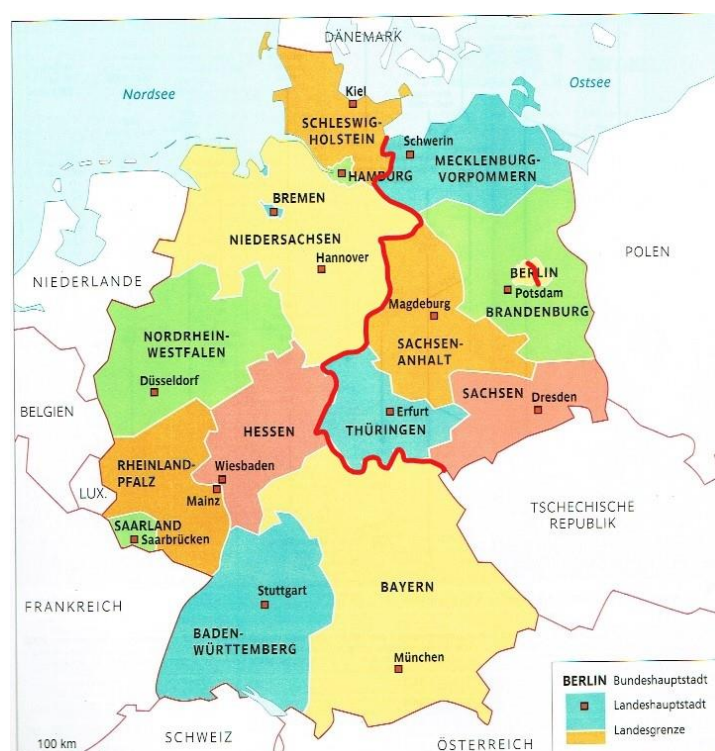 DÄNEMARK
Nordsee
Ostsee
Kiel
SCHLESWIG-
HOLSTEIN
Schwerin
MECKLENBURG-
VORPOMMERN
HAMBURG
BREMEN
NIEDERSACHSEN
Hannover
POLEN
BERLIN
Potsdam
BRANDENBURG
NIEDERLANDE
Magdeburg
SACHSEN-
ANHALT
NORDRHEIN-
WESTFALEN
Düsseldorf
SACHSEN
Dresden
BELGIEN
HESSEN
Erfurt
THÜRINGEN
RHEINLAND-
PFALZ
Wiesbaden
Mainz
LUX.
TSCHECHISCHE
REPUBLIK
SAARLAND
Saarbrücken
FRANKREICH
Stuttgart
BAYERN
BADEN-
WÜRTTEMBERG
München
BERLIN Bundeshauptstadt
Landeshauptstadt
Landesgrenze
100 km
SCHWEIZ
ÖSTERREICH